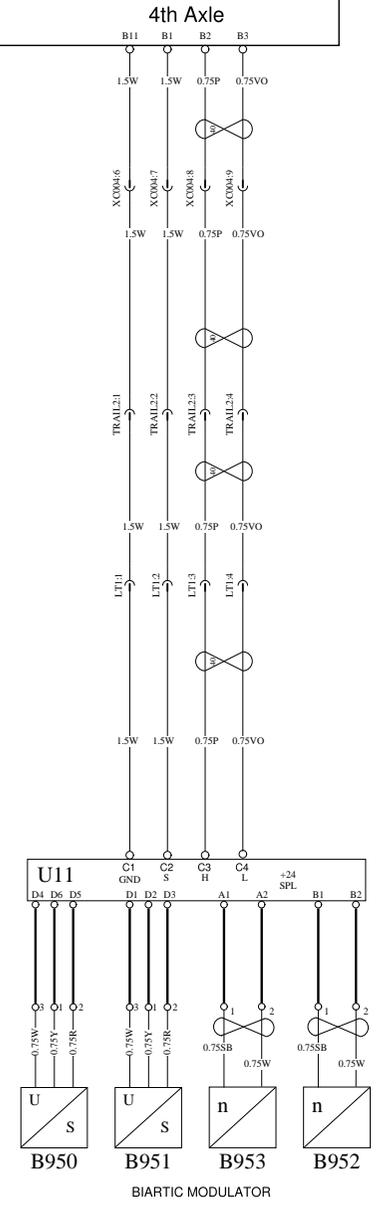 4th Axle
B11 B1 B2 B3
1.5W 1.5W 0.75P 0.75VO
40
XC004:6 XC004:7 XC004:8 XC004:9
1.5W 1.5W 0.75P 0.75VO
40
TRAIL2:1 TRAIL2:2 TRAIL2:3 TRAIL2:4
40
1.5W 1.5W 0.75P 0.75VO
LT1:1 LT1:2 LT1:3 LT1:4
40
1.5W 1.5W 0.75P 0.75VO
C1 C2 C3 C4
U11 GND S H L +24
SPL
D4 D6 D5 D1 D2 D3 A1 A2 B1 B2
3 1 2 3 1 2 1 2 1 2
0.75W 0.75Y 0.75R 0.75W 0.75Y 0.75R 0.75SB 0.75W 0.75SB 0.75W
U S U S n n
B950 B951 B953 B952
BIARTIC MODULATOR